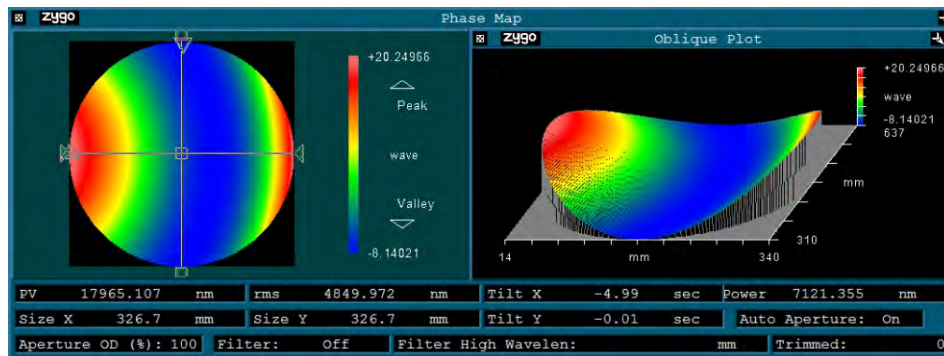 zygo Phase Map
+20.24966
Peak
wave
Valley
-8.14021
zygo Oblique Plot
+20.24966
wave
-8.14021
637
mm
310
14 mm 340
PV 17965.107 nm rms 4849.972 nm Tilt X -4.99 sec Power 7121.355 nm
Size X 326.7 mm Size Y 326.7 mm Tilt Y -0.01 sec Auto Aperture: On
Aperture OD (%): 100 Filter: Off Filter High Wavelen: mm Trimmed: 0